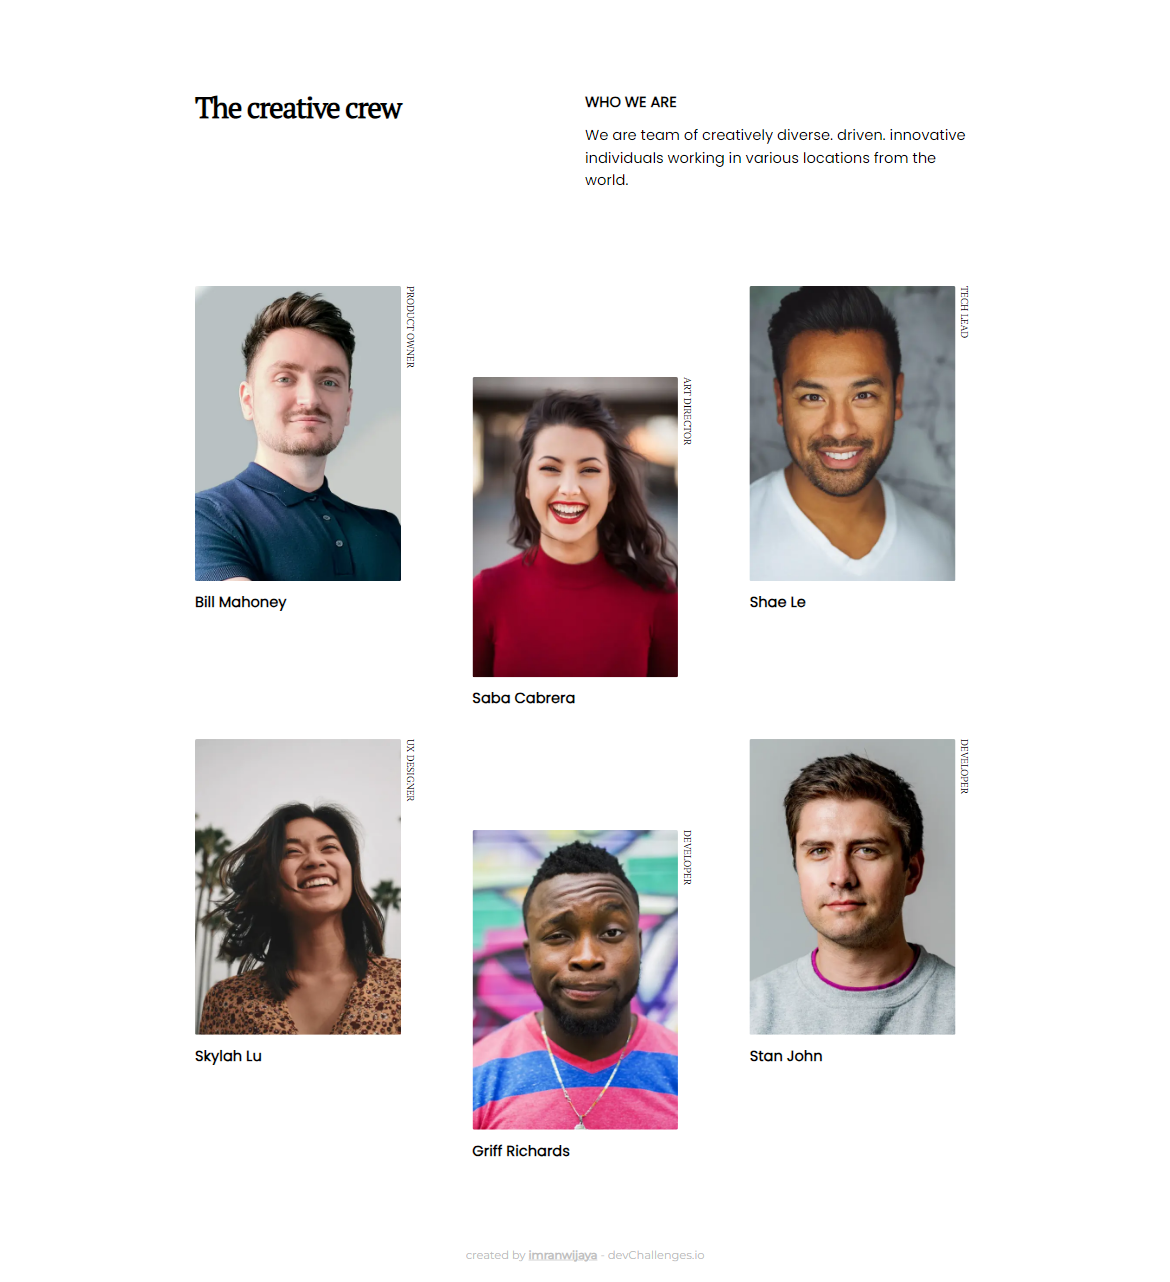 The creative crew
WHO WE ARE
We are team of creatively diverse. driven. innovative
individuals working in various locations from the
world.
PRODUCT OWNER
Bill Mahoney
ART DIRECTOR
Saba Cabrera
TECH LEAD
Shae Le
UX DESIGNER
Skylah Lu
DEVELOPER
Griff Richards
DEVELOPER
Stan John
created by imranwijaya - devChallenges.io